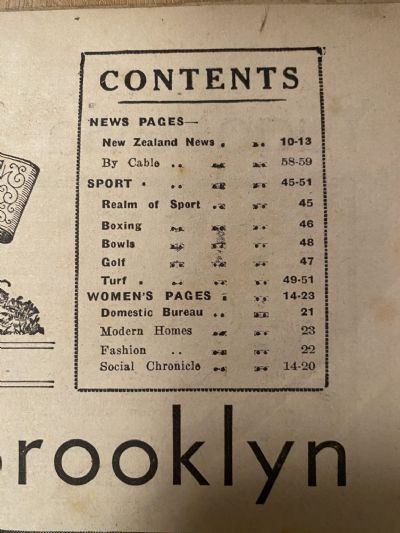 CONTENTS
NEWS PAGES—
New Zealand News . .. 10-13
By Cable .. .. .. 58-59
SPORT . .. .. .. 45-51
Realm of Sport .. .. 45
Boxing .. .. 46
Bowls .. .. .. 48
Golf .. .. .. 47
Turf . .. .. .. 49-51
WOMEN'S PAGES . .. 14-23
Domestic Bureau .. .. 21
Modern Homes .. .. 23
Fashion .. .. .. 22
Social Chronicle .. .. 14-20
rooklyn